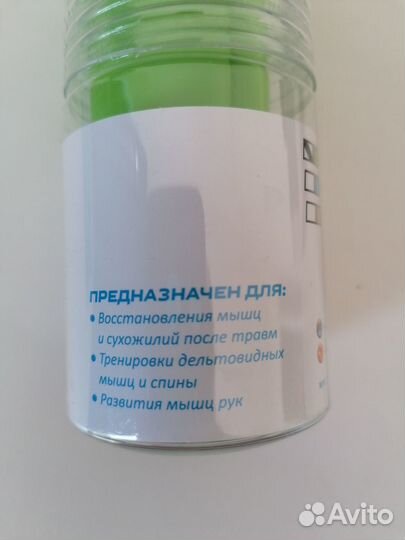 ПРЕДНАЗНАЧЕН ДЛЯ:
• Восстановления мышц
и сухожилий после травм
• Тренировки дельтовидных
мышц и спины
• Развития мышц рук
Avito